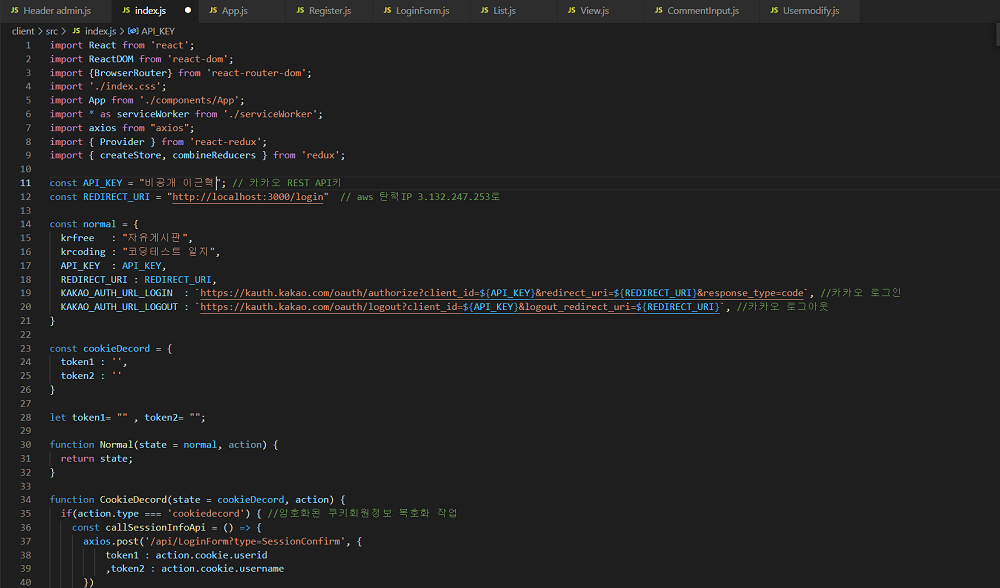 JS Header admin.js JS index.js JS App.js JS Register.js JS LoginForm.js JS List.js JS View.js JS CommentInput.js JS Usermodify.js
client > src > JS index.js > API_KEY
1 import React from 'react';
2 import ReactDOM from 'react-dom';
3 import {BrowserRouter} from 'react-router-dom';
4 import './index.css';
5 import App from './components/App';
6 import * as serviceWorker from './serviceWorker';
7 import axios from "axios";
8 import { Provider } from 'react-redux';
9 import { createStore, combineReducers } from 'redux';
10
11 const API_KEY = "비공개 이근혁"; // 카카오 REST API키
12 const REDIRECT_URI = "http://localhost:3000/login"  // aws 탄력IP 3.132.247.253로
13
14 const normal = {
15   krfree   : "자유게시판",
16   krcoding : "코딩테스트 일지",
17   API_KEY  : API_KEY,
18   REDIRECT_URI : REDIRECT_URI,
19   KAKAO_AUTH_URL_LOGIN  : `https://kauth.kakao.com/oauth/authorize?client_id=${API_KEY}&redirect_uri=${REDIRECT_URI}&response_type=code`, //카카오 로그인
20   KAKAO_AUTH_URL_LOGOUT : `https://kauth.kakao.com/oauth/logout?client_id=${API_KEY}&logout_redirect_uri=${REDIRECT_URI}`, //카카오 로그아웃
21 }
22
23 const cookieDecord = {
24   token1 : '',
25   token2 : ''
26 }
27
28 let token1= "" , token2= "";
29
30 function Normal(state = normal, action) {
31   return state;
32 }
33
34 function CookieDecord(state = cookieDecord, action) {
35   if(action.type === 'cookiedecord') { //암호화된 쿠키회원정보 복호화 작업
36     const callSessionInfoApi = () => {
37       axios.post('/api/LoginForm?type=SessionConfirm', {
38           token1 : action.cookie.userid
39           ,token2 : action.cookie.username
40       })